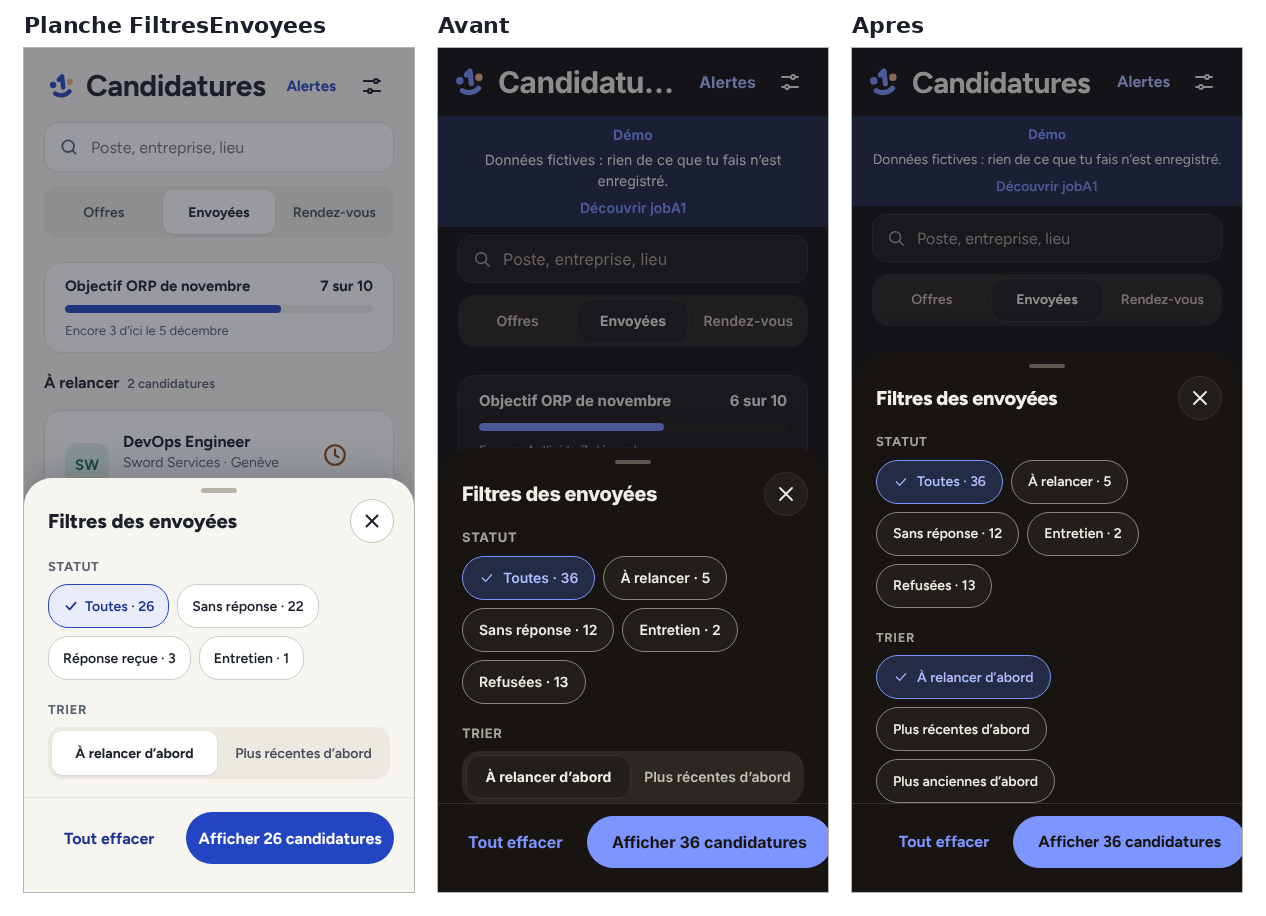 Planche FiltresEnvoyees
Candidatures
Alertes
Poste, entreprise, lieu
Offres
Envoyées
Rendez-vous
Objectif ORP de novembre
7 sur 10
Encore 3 d’ici le 5 décembre
À relancer 2 candidatures
DevOps Engineer
SW
Sword Services · Genève
Filtres des envoyées
STATUT
Toutes · 26
Sans réponse · 22
Réponse reçue · 3
Entretien · 1
TRIER
À relancer d’abord
Plus récentes d’abord
Tout effacer
Afficher 26 candidatures
Avant
Candidatu...
Alertes
Démo
Données fictives : rien de ce que tu fais n’est
enregistré.
Découvrir jobA1
Poste, entreprise, lieu
Offres
Envoyées
Rendez-vous
Objectif ORP de novembre
6 sur 10
Filtres des envoyées
STATUT
Toutes · 36
À relancer · 5
Sans réponse · 12
Entretien · 2
Refusées · 13
TRIER
À relancer d’abord
Plus récentes d’abord
Tout effacer
Afficher 36 candidatures
Apres
Candidatures
Alertes
Démo
Données fictives : rien de ce que tu fais n’est enregistré.
Découvrir jobA1
Poste, entreprise, lieu
Offres
Envoyées
Rendez-vous
Filtres des envoyées
STATUT
Toutes · 36
À relancer · 5
Sans réponse · 12
Entretien · 2
Refusées · 13
TRIER
À relancer d’abord
Plus récentes d’abord
Plus anciennes d’abord
Tout effacer
Afficher 36 candidatures